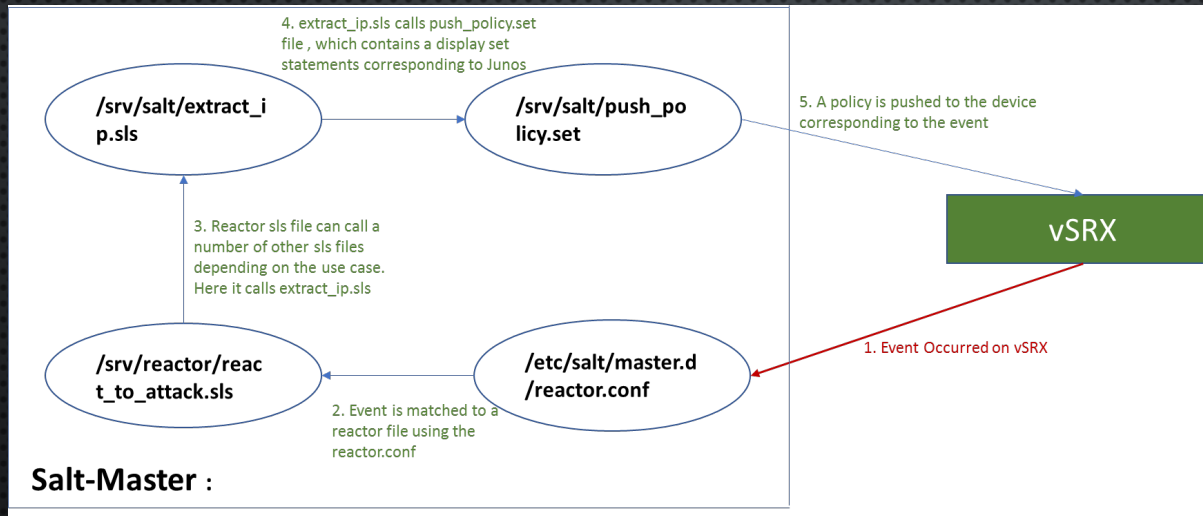 4. extract_ip.sls calls push_policy.set
file , which contains a display set
statements corresponding to Junos
/srv/salt/extract_i
p.sls
/srv/salt/push_po
licy.set
5. A policy is pushed to the device
corresponding to the event
vSRX
3. Reactor sls file can call a
number of other sls files
depending on the use case.
Here it calls extract_ip.sls
1. Event Occurred on vSRX
/srv/reactor/reac
t_to_attack.sls
/etc/salt/master.d
/reactor.conf
2. Event is matched to a
reactor file using the
reactor.conf
Salt-Master :